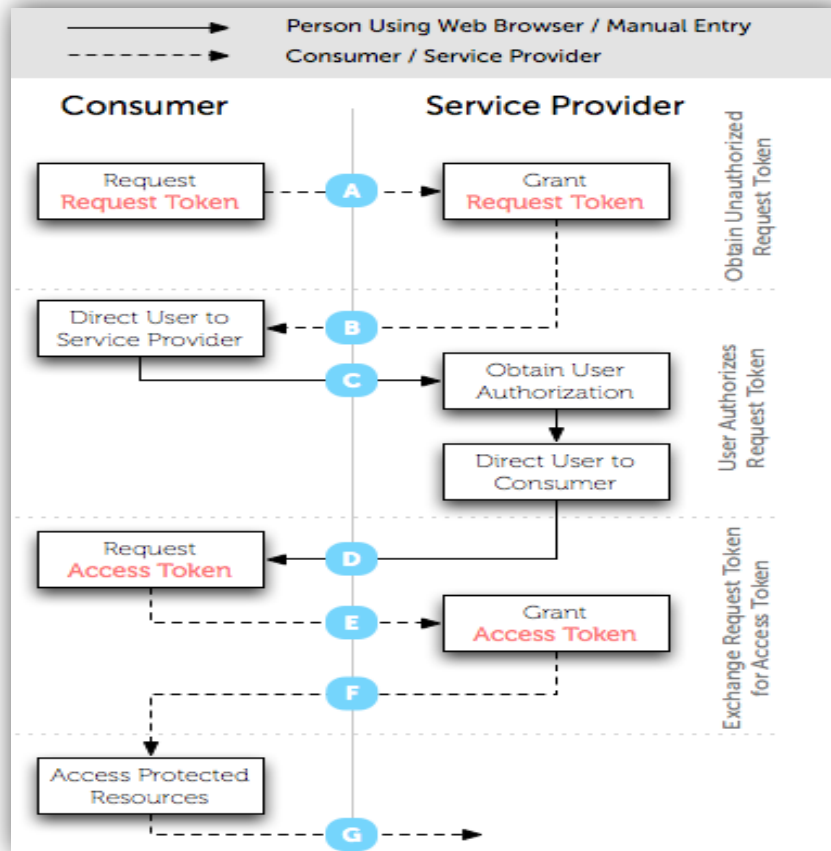 Person Using Web Browser / Manual Entry
Consumer / Service Provider
Consumer
Service Provider
Request
Request Token
A
Grant
Request Token
Obtain Unauthorized
Request Token
Direct User to
Service Provider
B
C
Obtain User
Authorization
Direct User to
Consumer
User Authorizes
Request Token
Request
Access Token
D
E
Grant
Access Token
F
Exchange Request Token
for Access Token
Access Protected
Resources
G